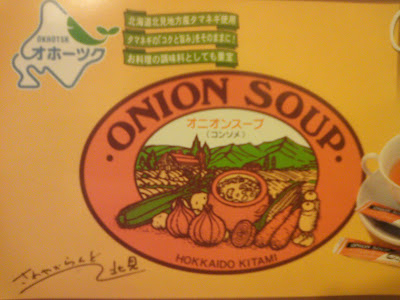 OKHOTSK
オホーツク
北海道北見地方産タマネギ使用
タマネギの「コクと旨み」をそのままに!
お料理の調味料としても重宝
ONION SOUP
オニオンスープ
(コンソメ)
HOKKAIDO KITAMI
北見
ONION SOUP